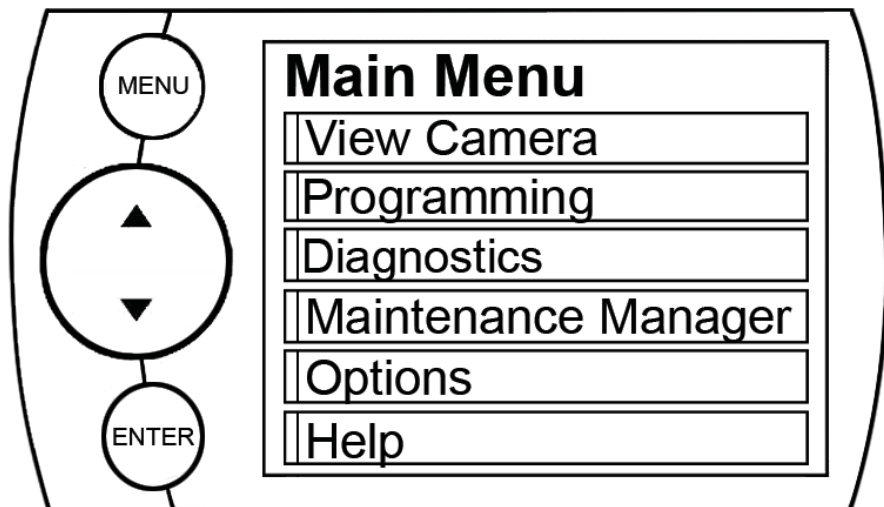 MENU
ENTER
Main Menu
View Camera
Programming
Diagnostics
Maintenance Manager
Options
Help